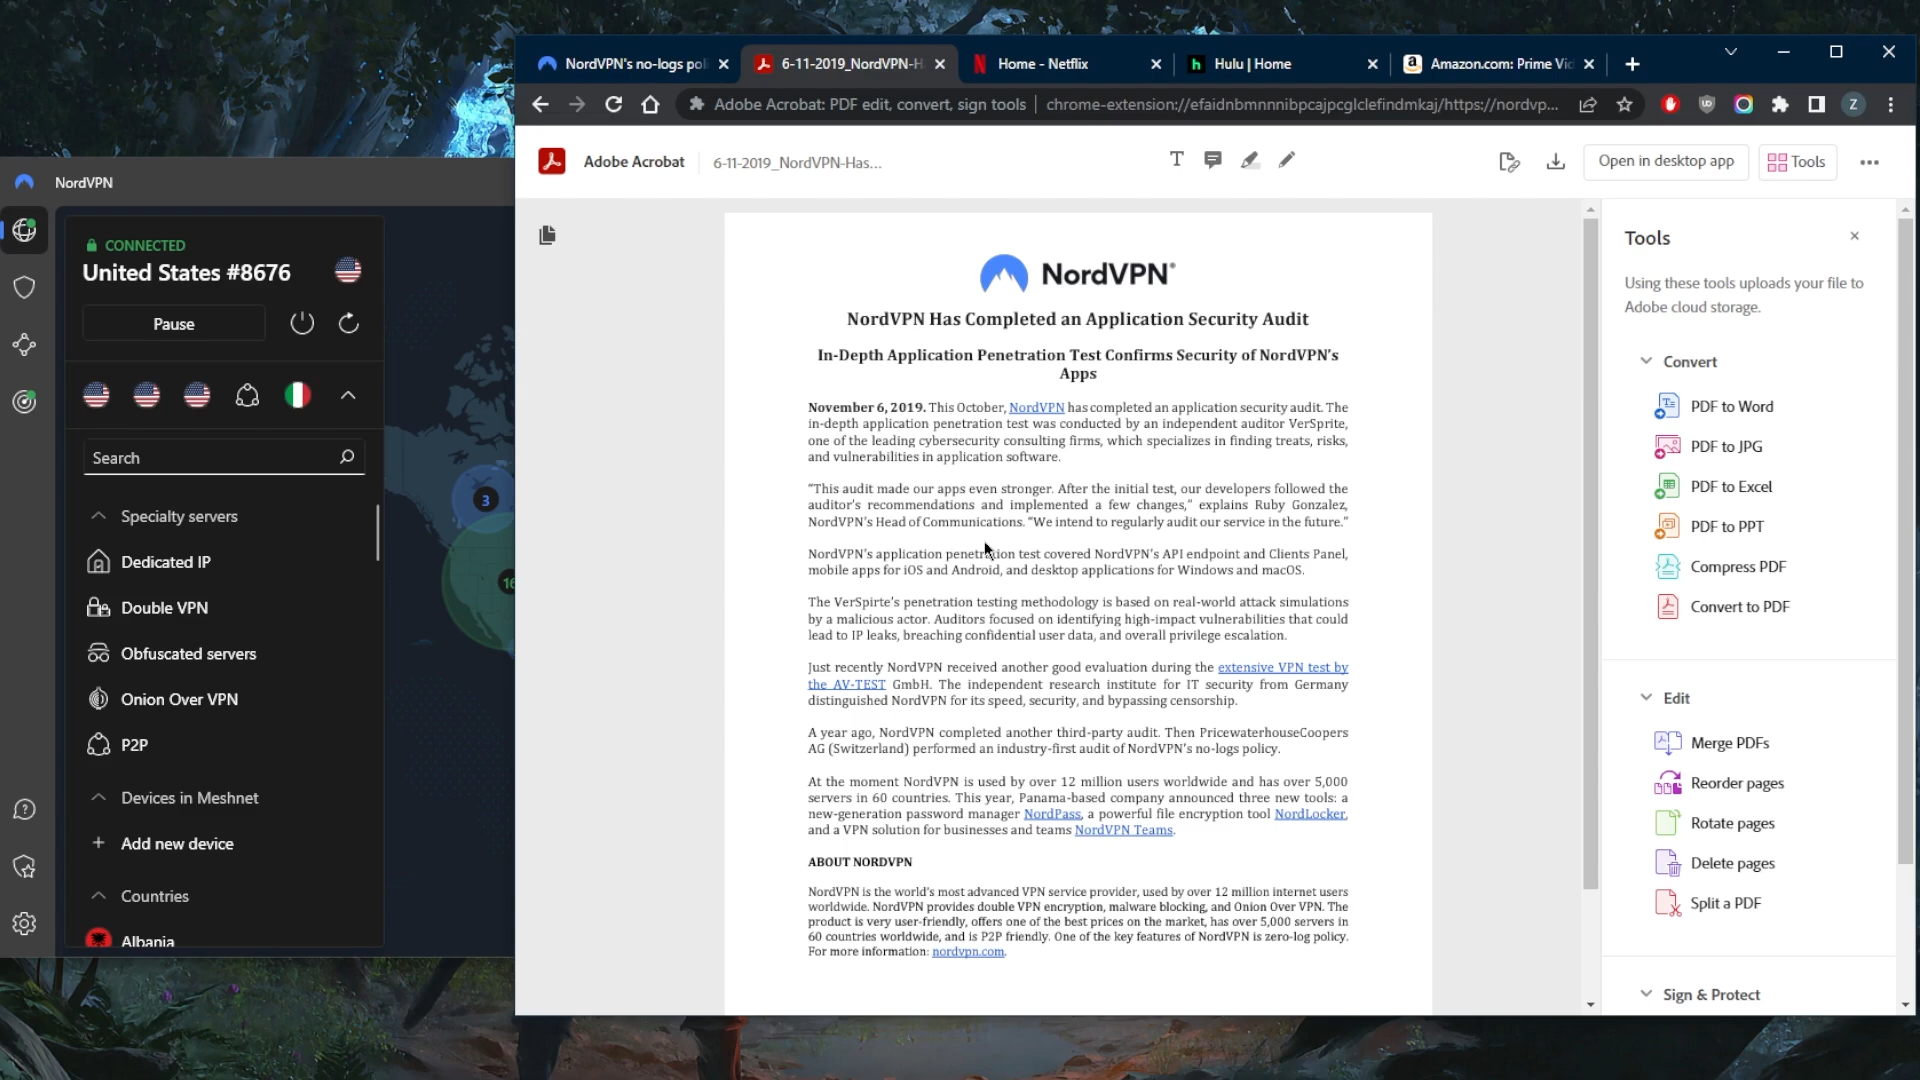 NordVPN's no-logs poli
6-11-2019_NordVPN-H
Home - Netflix
Hulu | Home
Amazon.com: Prime Vid
Adobe Acrobat: PDF edit, convert, sign tools
chrome-extension://efaidnbmnnnibpcajpcglclefindmkaj/https://nordvp...
Z
Adobe Acrobat
6-11-2019_NordVPN-Has...
Open in desktop app
Tools
NordVPN
CONNECTED
United States #8676
Pause
Search
Specialty servers
Dedicated IP
Double VPN
Obfuscated servers
Onion Over VPN
P2P
Devices in Meshnet
Add new device
Countries
Albania
3
16
NordVPN®
NordVPN Has Completed an Application Security Audit
In-Depth Application Penetration Test Confirms Security of NordVPN's
Apps
November 6, 2019. This October, NordVPN has completed an application security audit. The
in-depth application penetration test was conducted by an independent auditor VerSprite,
one of the leading cybersecurity consulting firms, which specializes in finding treats, risks,
and vulnerabilities in application software.
"This audit made our apps even stronger. After the initial test, our developers followed the
auditor's recommendations and implemented a few changes," explains Ruby Gonzalez,
NordVPN's Head of Communications. "We intend to regularly audit our service in the future."
NordVPN's application penetration test covered NordVPN's API endpoint and Clients Panel,
mobile apps for iOS and Android, and desktop applications for Windows and macOS.
The VerSpirte's penetration testing methodology is based on real-world attack simulations
by a malicious actor. Auditors focused on identifying high-impact vulnerabilities that could
lead to IP leaks, breaching confidential user data, and overall privilege escalation.
Just recently NordVPN received another good evaluation during the extensive VPN test by
the AV-TEST GmbH. The independent research institute for IT security from Germany
distinguished NordVPN for its speed, security, and bypassing censorship.
A year ago, NordVPN completed another third-party audit. Then PricewaterhouseCoopers
AG (Switzerland) performed an industry-first audit of NordVPN's no-logs policy.
At the moment NordVPN is used by over 12 million users worldwide and has over 5,000
servers in 60 countries. This year, Panama-based company announced three new tools: a
new-generation password manager NordPass, a powerful file encryption tool NordLocker,
and a VPN solution for businesses and teams NordVPN Teams.
ABOUT NORDVPN
NordVPN is the world's most advanced VPN service provider, used by over 12 million internet users
worldwide. NordVPN provides double VPN encryption, malware blocking, and Onion Over VPN. The
product is very user-friendly, offers one of the best prices on the market, has over 5,000 servers in
60 countries worldwide, and is P2P friendly. One of the key features of NordVPN is zero-log policy.
For more information: nordvpn.com.
Tools
Using these tools uploads your file to
Adobe cloud storage.
Convert
PDF to Word
PDF to JPG
PDF to Excel
PDF to PPT
Compress PDF
Convert to PDF
Edit
Merge PDFs
Reorder pages
Rotate pages
Delete pages
Split a PDF
Sign & Protect